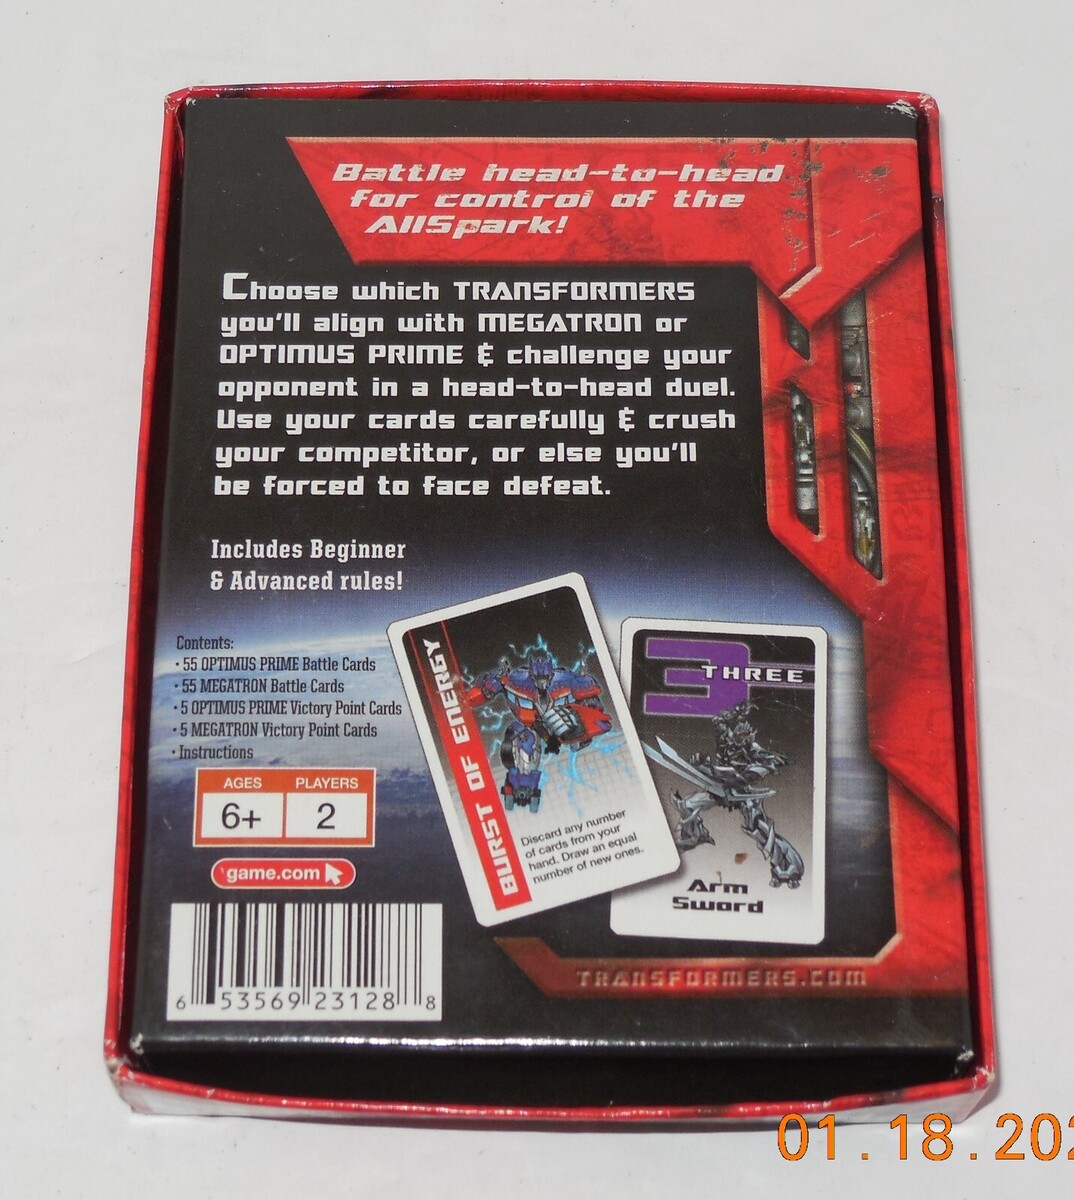 Battle head-to-head
for control of the
AllSpark!
Choose which TRANSFORMERS
you'll align with MEGATRON or
OPTIMUS PRIME & challenge your
opponent in a head-to-head duel.
Use your cards carefully & crush
your competitor, or else you'll
be forced to face defeat.
Includes Beginner
& Advanced rules!
Contents:
• 55 OPTIMUS PRIME Battle Cards
• 55 MEGATRON Battle Cards
• 5 OPTIMUS PRIME Victory Point Cards
• 5 MEGATRON Victory Point Cards
• Instructions
AGES PLAYERS
6+ 2
game.com
6 53569 23128 8
BURST OF ENERGY
Discard any number
of cards from your
hand. Draw an equal
number of new ones.
3
THREE
Arm
Sword
TRANSFORMERS.COM
01.18.202